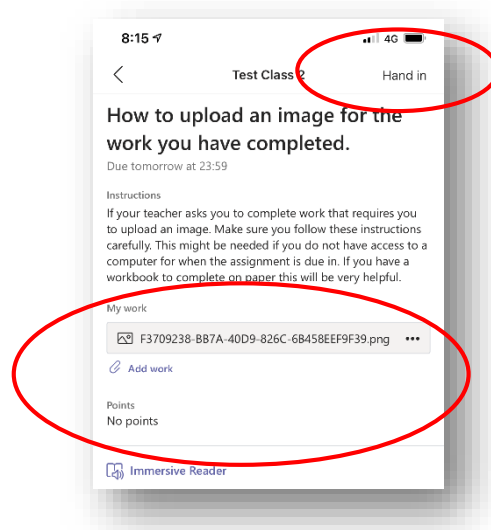 8:15
4G
Test Class 2
Hand in
How to upload an image for the
work you have completed.
Due tomorrow at 23:59
Instructions
If your teacher asks you to complete work that requires you
to upload an image. Make sure you follow these instructions
carefully. This might be needed if you do not have access to a
computer for when the assignment is due in. If you have a
workbook to complete on paper this will be very helpful.
My work
F3709238-BB7A-40D9-826C-6B458EEF9F39.png
Add work
Points
No points
Immersive Reader